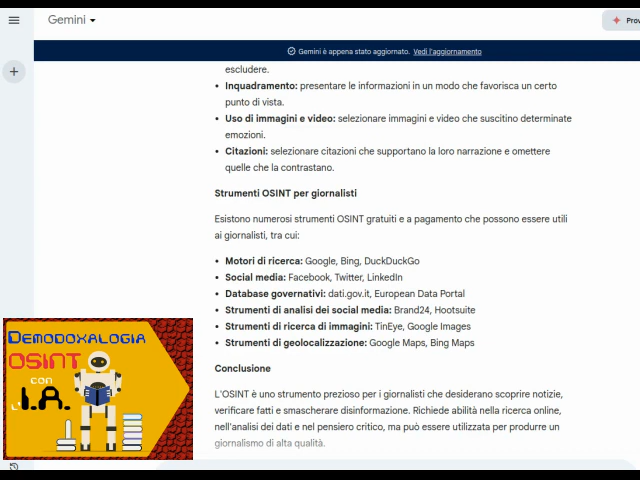 Gemini
Prov
Gemini è appena stato aggiornato. Vedi l'aggiornamento
escludere.
• Inquadramento: presentare le informazioni in un modo che favorisca un certo
punto di vista.
• Uso di immagini e video: selezionare immagini e video che suscitino determinate
emozioni.
• Citazioni: selezionare citazioni che supportano la loro narrazione e omettere
quelle che la contrastano.
Strumenti OSINT per giornalisti
Esistono numerosi strumenti OSINT gratuiti e a pagamento che possono essere utili
ai giornalisti, tra cui:
• Motori di ricerca: Google, Bing, DuckDuckGo
• Social media: Facebook, Twitter, LinkedIn
• Database governativi: dati.gov.it, European Data Portal
• Strumenti di analisi dei social media: Brand24, Hootsuite
• Strumenti di ricerca di immagini: TinEye, Google Images
• Strumenti di geolocalizzazione: Google Maps, Bing Maps
Conclusione
L'OSINT è uno strumento prezioso per i giornalisti che desiderano scoprire notizie,
verificare fatti e smascherare disinformazione. Richiede abilità nella ricerca online,
nell'analisi dei dati e nel pensiero critico, ma può essere utilizzata per produrre un
giornalismo di alta qualità.
DEMODOXALOGIA
OSINT
CON
L'I.A.